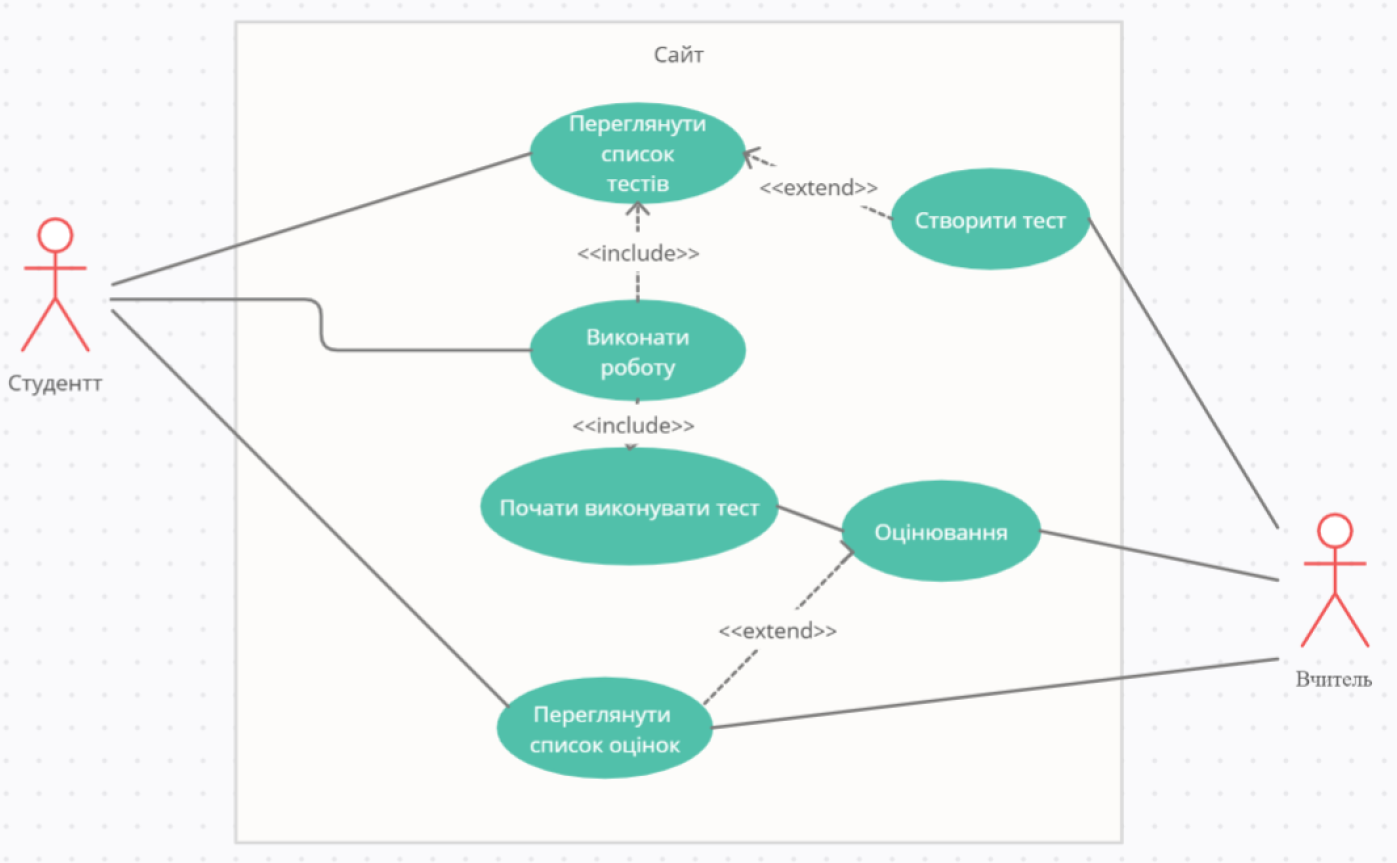 Сайт
Переглянути
список
тестів
<<extend>>
Створити тест
<<include>>
Виконати
роботу
Студентт
<<include>>
Почати виконувати тест
Оцінювання
<<extend>>
Вчитель
Переглянути
список оцінок